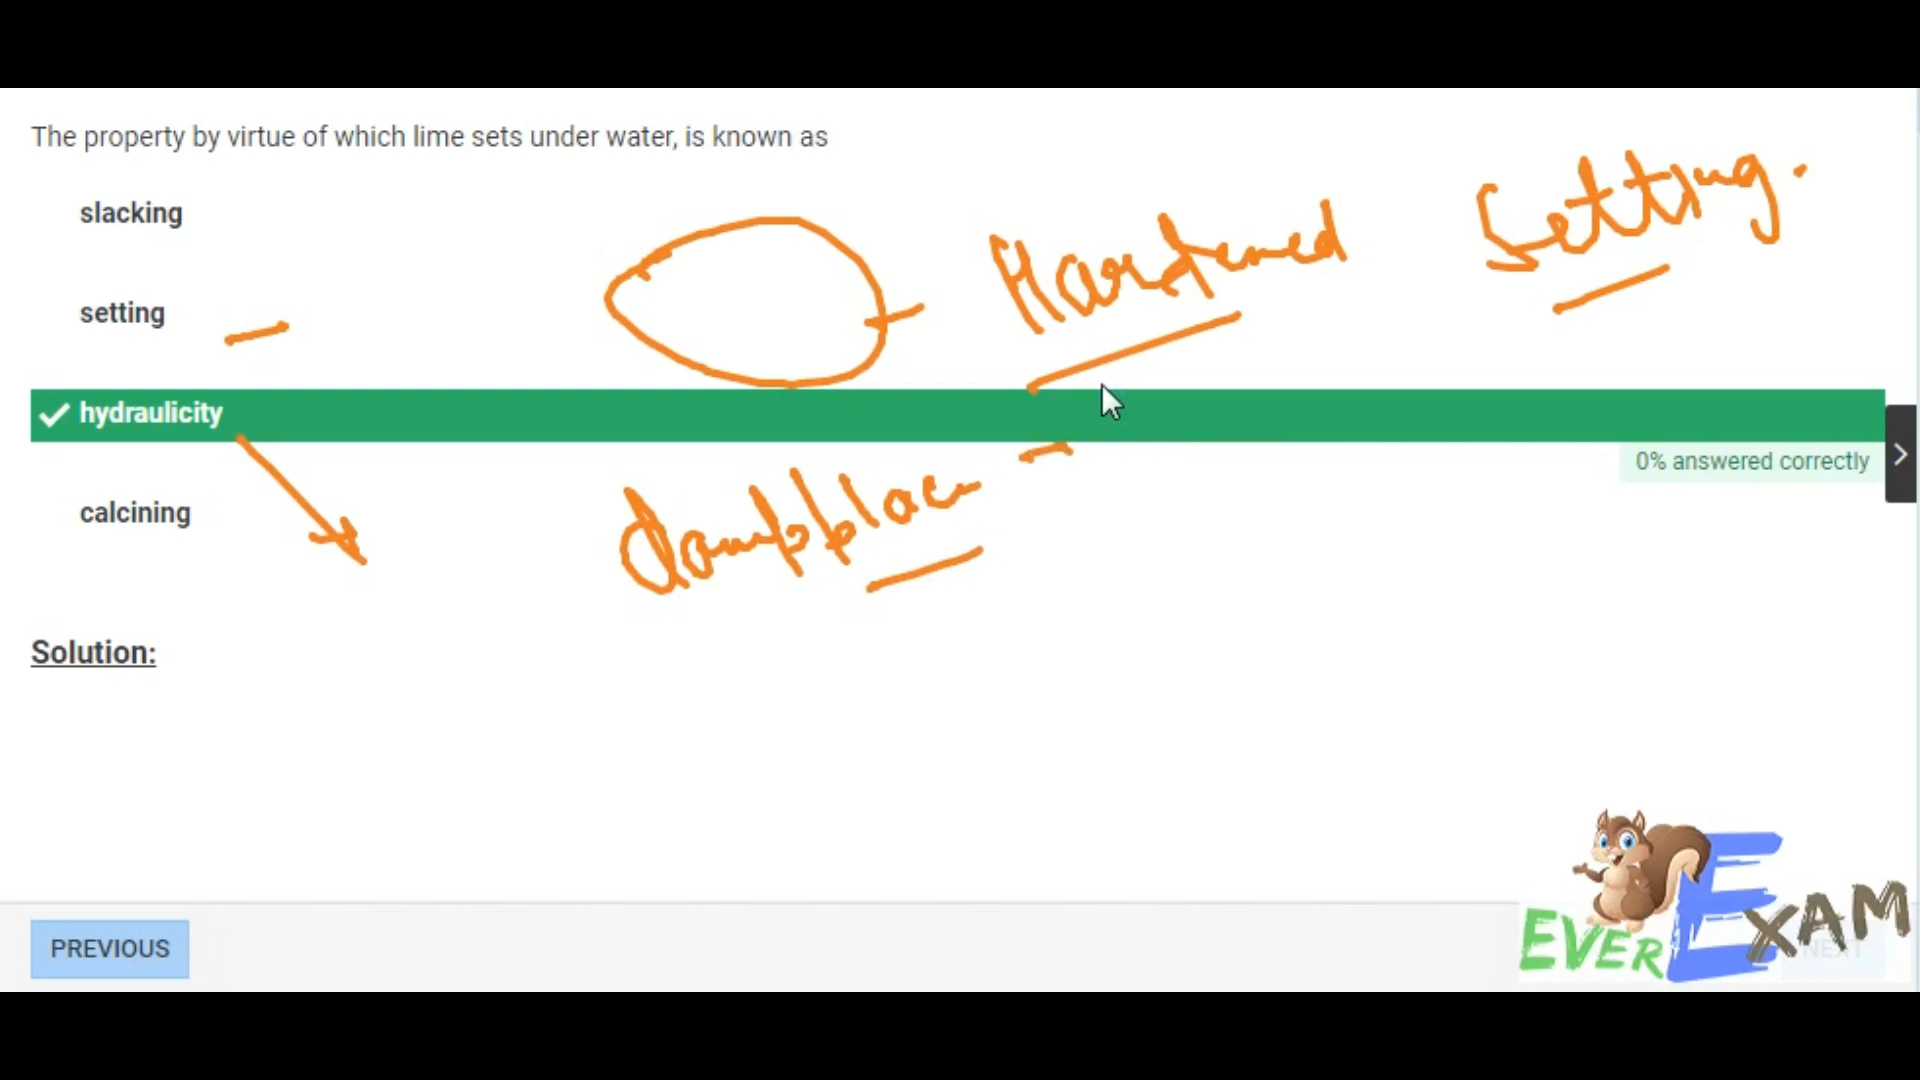 The property by virtue of which lime sets under water, is known as
slacking
Hardened Setting.
setting
hydraulicity
0% answered correctly
calcining
Solution:
PREVIOUS
EVER EXAM
NEXT